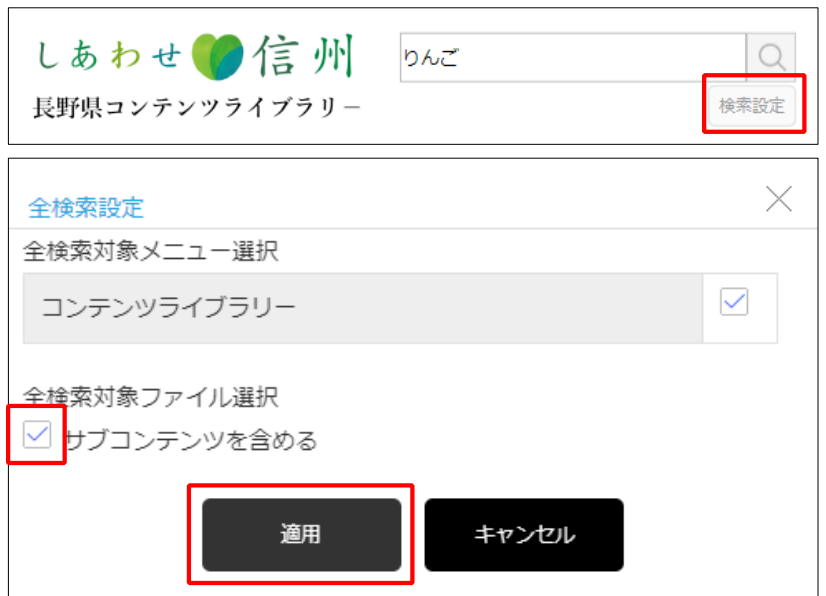 しあわせ信州
りんご
長野県コンテンツライブラリー
検索設定
全検索設定
全検索対象メニュー選択
コンテンツライブラリー
全検索対象ファイル選択
サブコンテンツを含める
適用
キャンセル